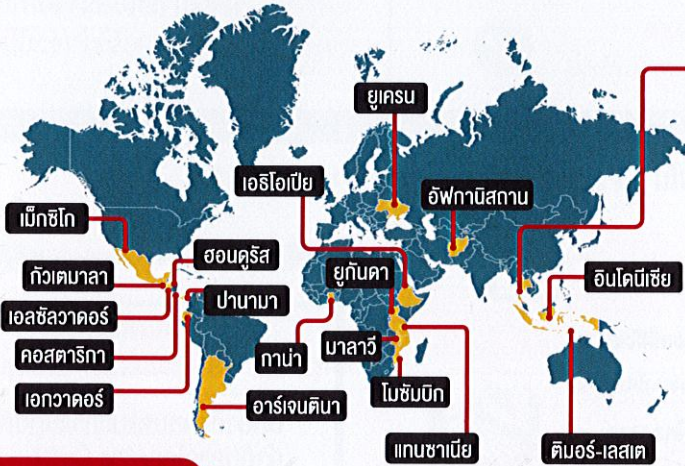 ยูเครน
เอธิโอเปีย
อัฟกานิสถาน
เม็กซิโก
ฮอนดูรัส
กัวเตมาลา
ยูกันดา
อินโดนีเซีย
ปานามา
เอลซัลวาดอร์
คอสตาริกา
กาน่า
มาลาวี
โมซัมบิก
เอกวาดอร์
อาร์เจนตินา
แทนซาเนีย
ติมอร์-เลสเต